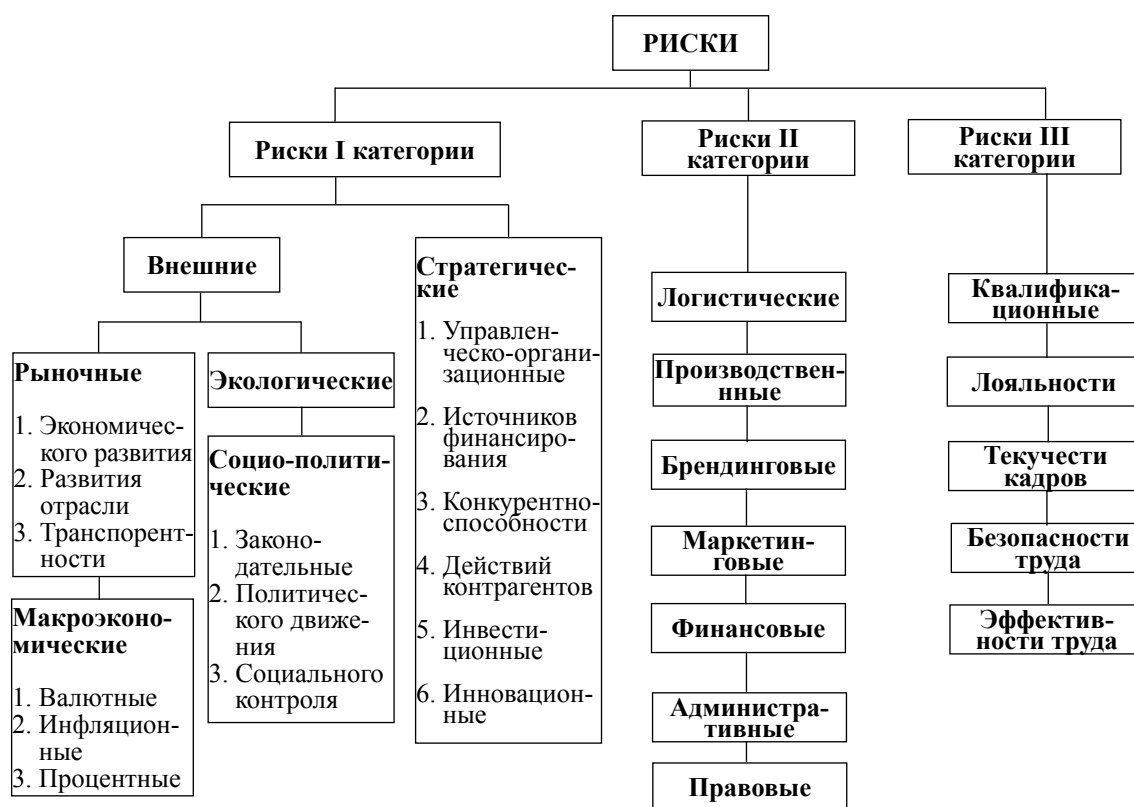 РИСКИ
Риски I категории
Риски II
категории
Риски III
категории
Внешние
Рыночные
1. Экономичес-
кого развития
2. Развития
отрасли
3. Транспорент-
ности
Макроэконо-
мические
1. Валютные
2. Инфляцион-
ные
3. Процентные
Экологические
Социо-полити-
ческие
1. Законо-
дательные
2. Политичес-
кого движе-
ния
3. Социального
контроля
Стратегичес-
кие
1. Управлен-
ческо-органи-
зационные
2. Источников
финансиро-
вания
3. Конкурентно-
способности
4. Действий
контрагентов
5. Инвести-
ционные
6. Инновацион-
ные
Логистические
Производствен-
нные
Брендинговые
Маркетин-
говые
Финансовые
Администра-
тивные
Правовые
Квалифика-
ционные
Лояльности
Текучести
кадров
Безопасности
труда
Эффектив-
ности труда